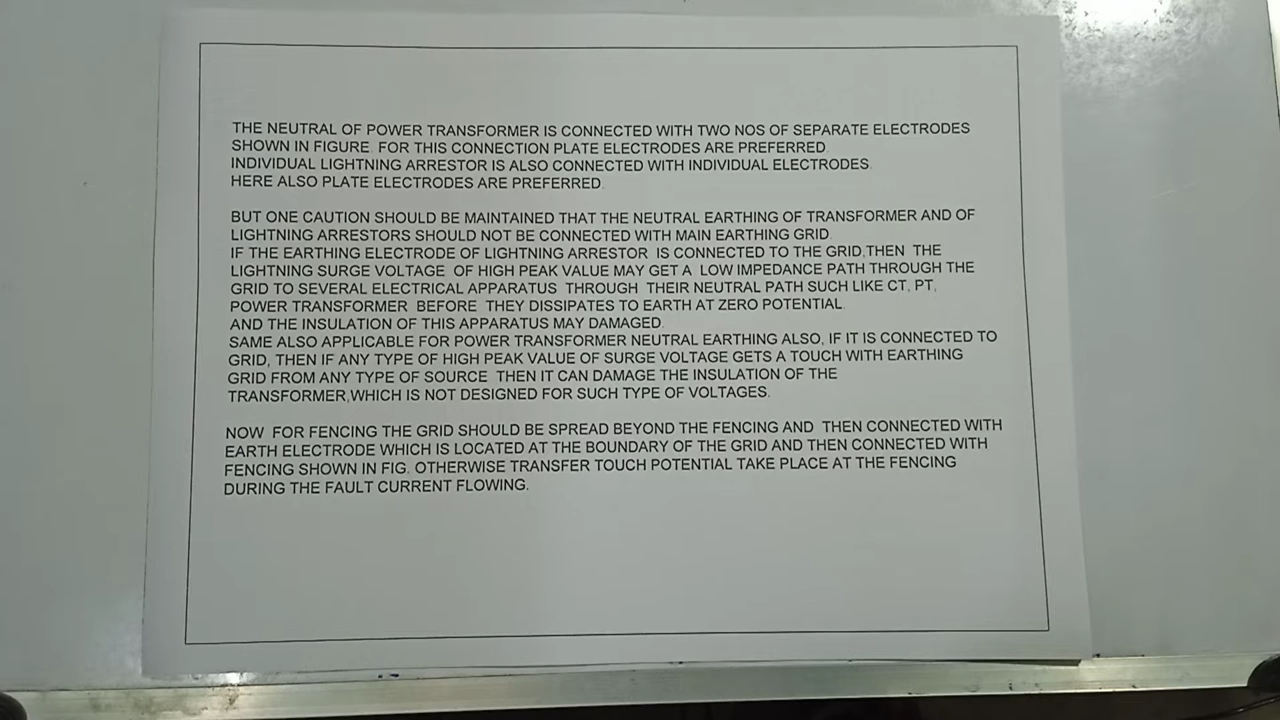 THE NEUTRAL OF POWER TRANSFORMER IS CONNECTED WITH TWO NOS OF SEPARATE ELECTRODES
SHOWN IN FIGURE. FOR THIS CONNECTION PLATE ELECTRODES ARE PREFERRED.
INDIVIDUAL LIGHTNING ARRESTOR IS ALSO CONNECTED WITH INDIVIDUAL ELECTRODES.
HERE ALSO PLATE ELECTRODES ARE PREFERRED.
BUT ONE CAUTION SHOULD BE MAINTAINED THAT THE NEUTRAL EARTHING OF TRANSFORMER AND OF
LIGHTNING ARRESTORS SHOULD NOT BE CONNECTED WITH MAIN EARTHING GRID.
IF THE EARTHING ELECTRODE OF LIGHTNING ARRESTOR IS CONNECTED TO THE GRID,THEN THE
LIGHTNING SURGE VOLTAGE OF HIGH PEAK VALUE MAY GET A LOW IMPEDANCE PATH THROUGH THE
GRID TO SEVERAL ELECTRICAL APPARATUS THROUGH THEIR NEUTRAL PATH SUCH LIKE CT, PT,
POWER TRANSFORMER BEFORE THEY DISSIPATES TO EARTH AT ZERO POTENTIAL.
AND THE INSULATION OF THIS APPARATUS MAY DAMAGED.
SAME ALSO APPLICABLE FOR POWER TRANSFORMER NEUTRAL EARTHING ALSO, IF IT IS CONNECTED TO
GRID, THEN IF ANY TYPE OF HIGH PEAK VALUE OF SURGE VOLTAGE GETS A TOUCH WITH EARTHING
GRID FROM ANY TYPE OF SOURCE THEN IT CAN DAMAGE THE INSULATION OF THE
TRANSFORMER,WHICH IS NOT DESIGNED FOR SUCH TYPE OF VOLTAGES.
NOW FOR FENCING THE GRID SHOULD BE SPREAD BEYOND THE FENCING AND THEN CONNECTED WITH
EARTH ELECTRODE WHICH IS LOCATED AT THE BOUNDARY OF THE GRID AND THEN CONNECTED WITH
FENCING SHOWN IN FIG. OTHERWISE TRANSFER TOUCH POTENTIAL TAKE PLACE AT THE FENCING
DURING THE FAULT CURRENT FLOWING.